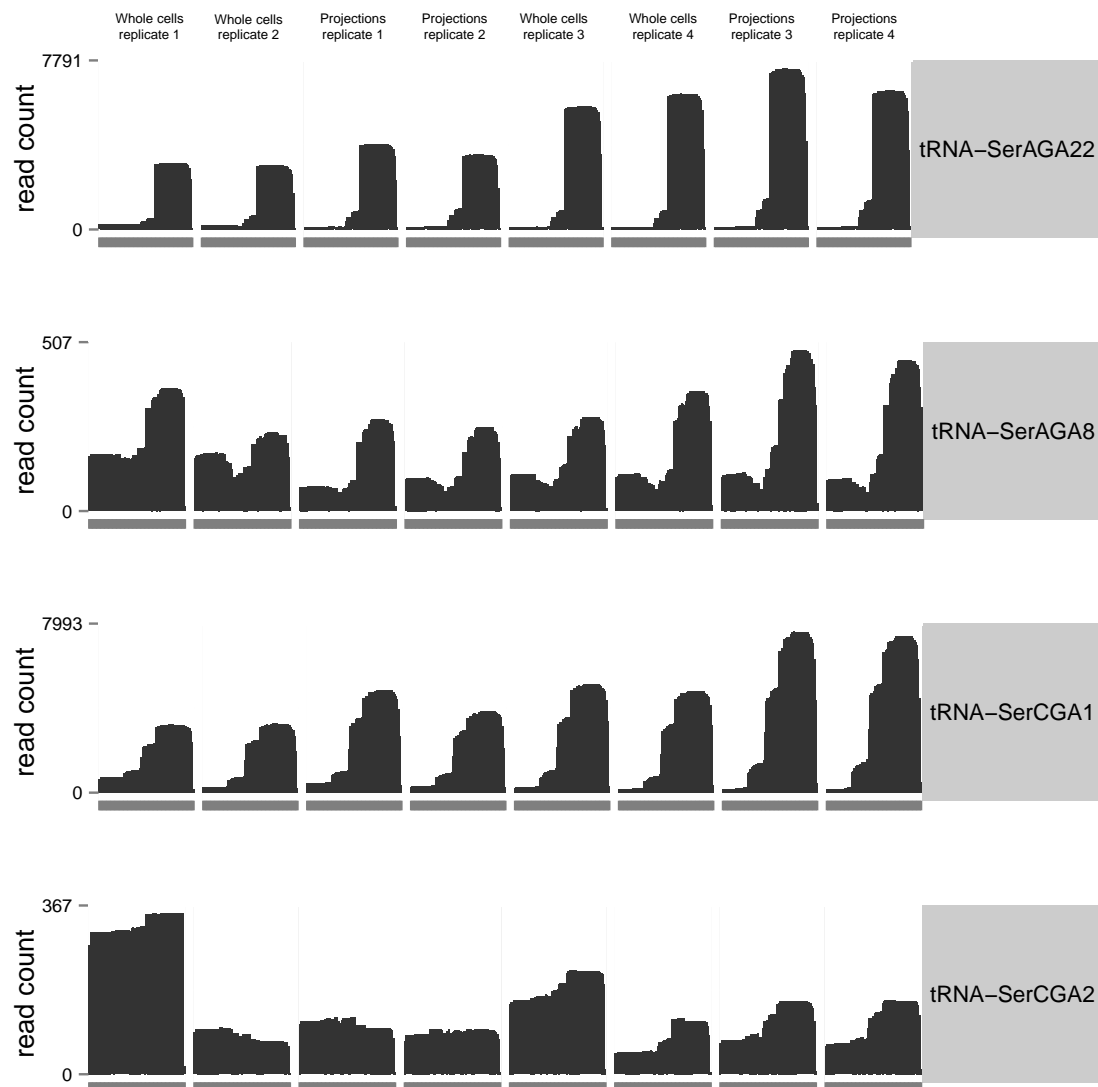 Whole cells Whole cells Projections Projections Whole cells Whole cells Projections Projections
replicate 1 replicate 2 replicate 1 replicate 2 replicate 3 replicate 4 replicate 3 replicate 4
7791
read count
0
tRNA−SerAGA22
507
read count
0
tRNA−SerAGA8
7993
read count
0
tRNA−SerCGA1
367
read count
0
tRNA−SerCGA2